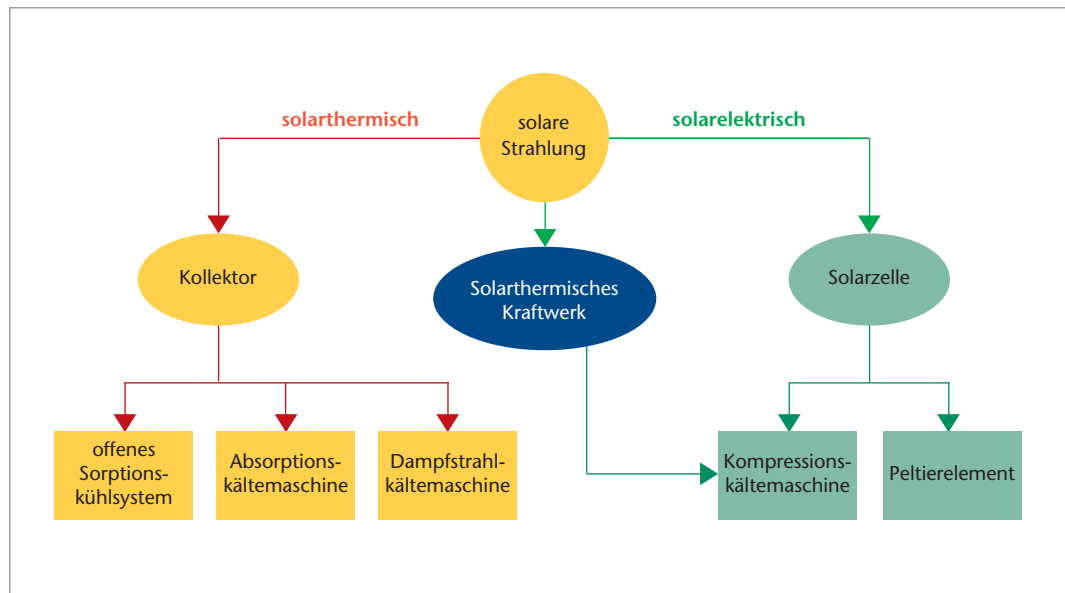 solarthermisch
solare
Strahlung
solarelektrisch
Kollektor
Solarthermisches
Kraftwerk
Solarzelle
offenes
Sorptions-
kühlsystem
Absorptions-
kältemaschine
Dampfstrahl-
kältemaschine
Kompressions-
kältemaschine
Peltierelement